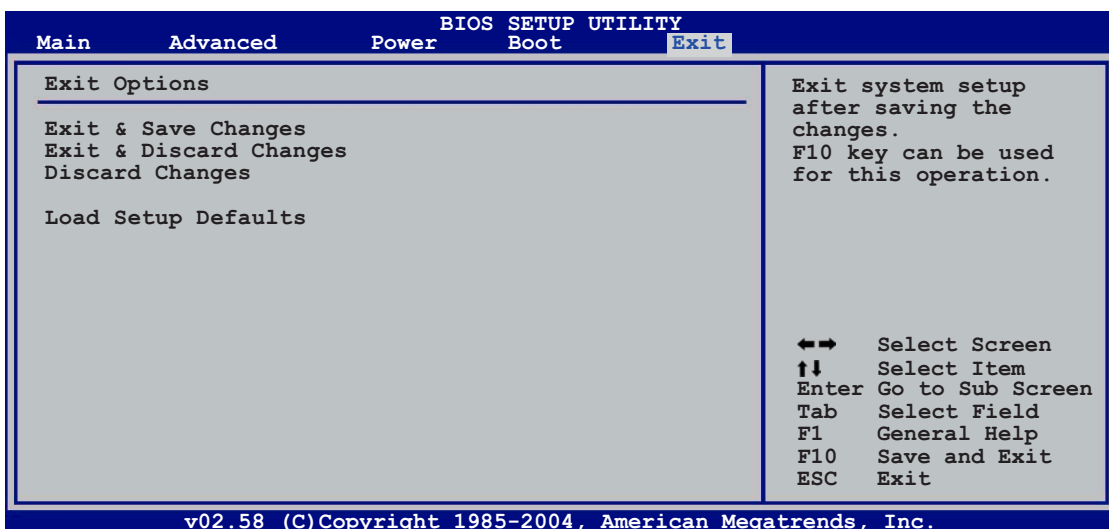 BIOS SETUP UTILITY
Main Advanced Power Boot Exit
Exit Options
Exit & Save Changes
Exit & Discard Changes
Discard Changes
Load Setup Defaults
Exit system setup
after saving the
changes.
F10 key can be used
for this operation.
←→ Select Screen
↑↓ Select Item
Enter Go to Sub Screen
Tab Select Field
F1 General Help
F10 Save and Exit
ESC Exit
v02.58 (C)Copyright 1985-2004, American Megatrends, Inc.